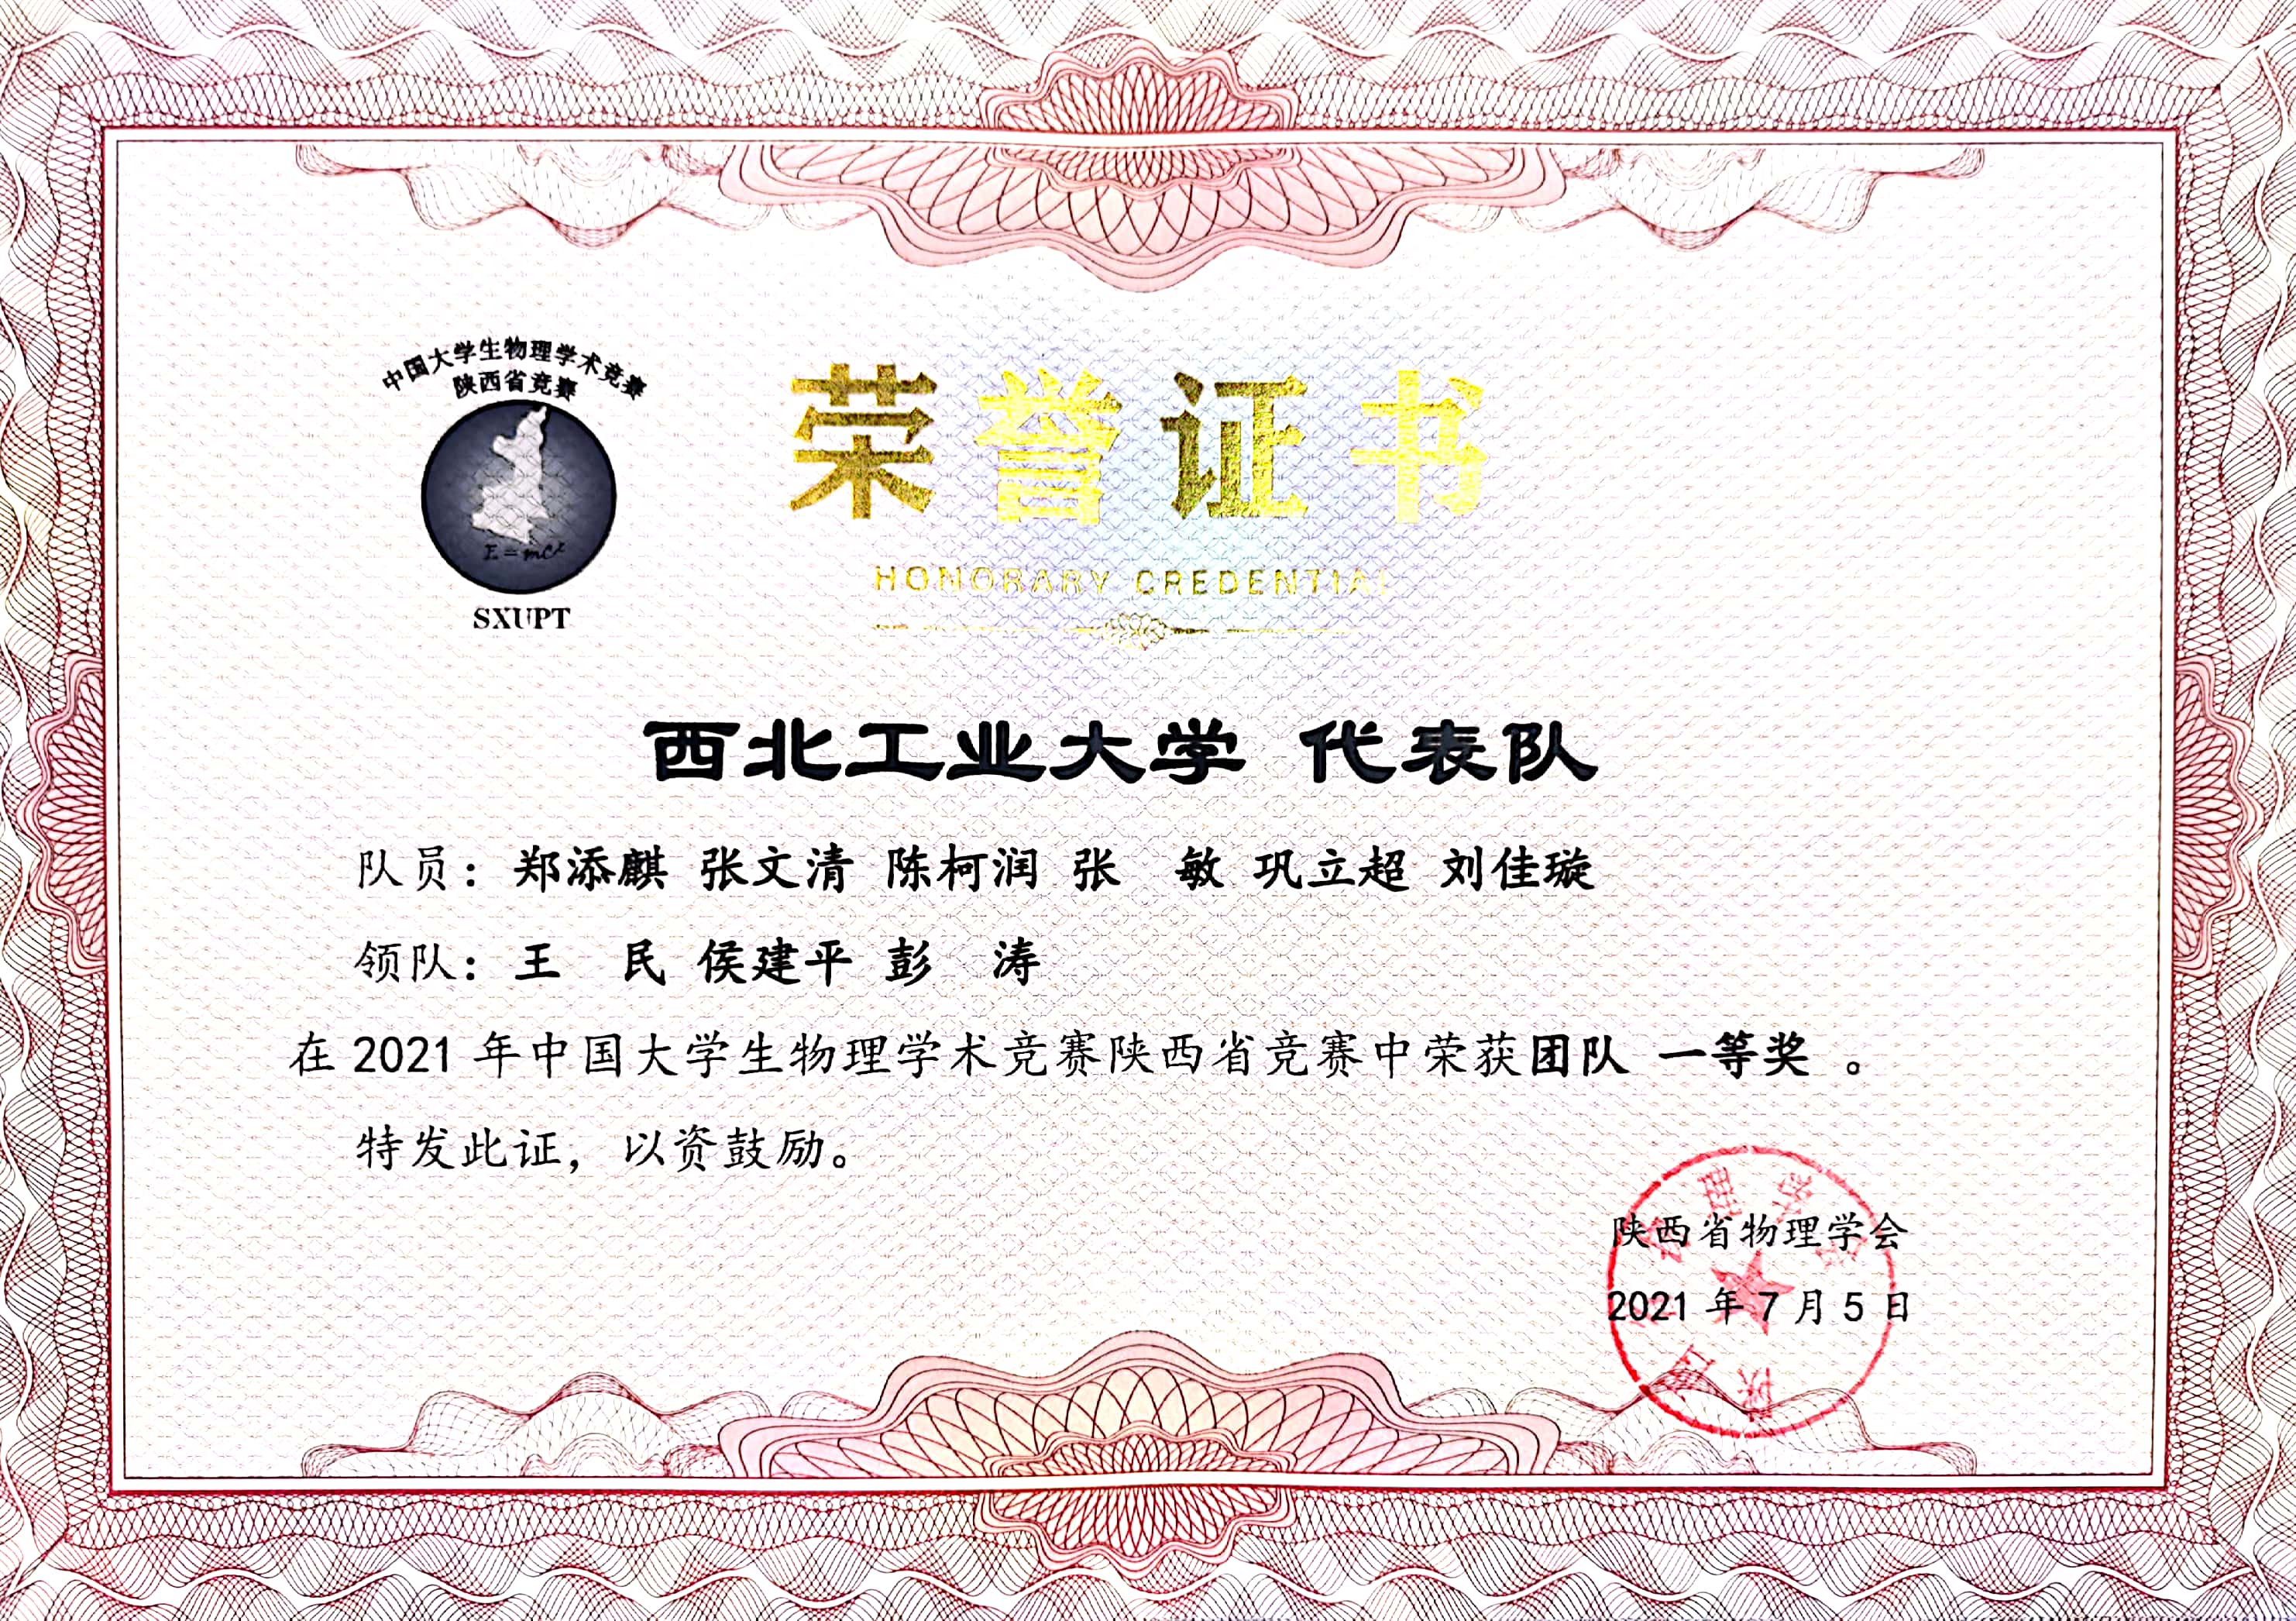 中国大学生物理学术竞赛
陕西省竞赛
E=mc²
SXUPT
荣誉证书
HONORARY CREDENTIAL
西北工业大学 代表队
队员：郑添麒 张文清 陈柯润 张 敏 巩立超 刘佳璇
领队：王 民 侯建平 彭 涛
在 2021 年中国大学生物理学术竞赛陕西省竞赛中荣获团队 一等奖 。
特发此证，以资鼓励。
陕西省物理学会
2021 年 7 月 5 日